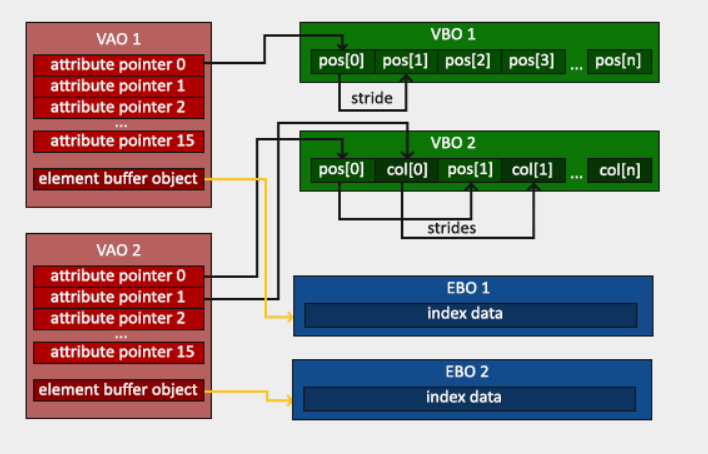 VAO 1
attribute pointer 0
attribute pointer 1
attribute pointer 2
...
attribute pointer 15
element buffer object
VAO 2
attribute pointer 0
attribute pointer 1
attribute pointer 2
...
attribute pointer 15
element buffer object
VBO 1
pos[0] pos[1] pos[2] pos[3] ... pos[n]
stride
VBO 2
pos[0] col[0] pos[1] col[1] ... col[n]
strides
EBO 1
index data
EBO 2
index data